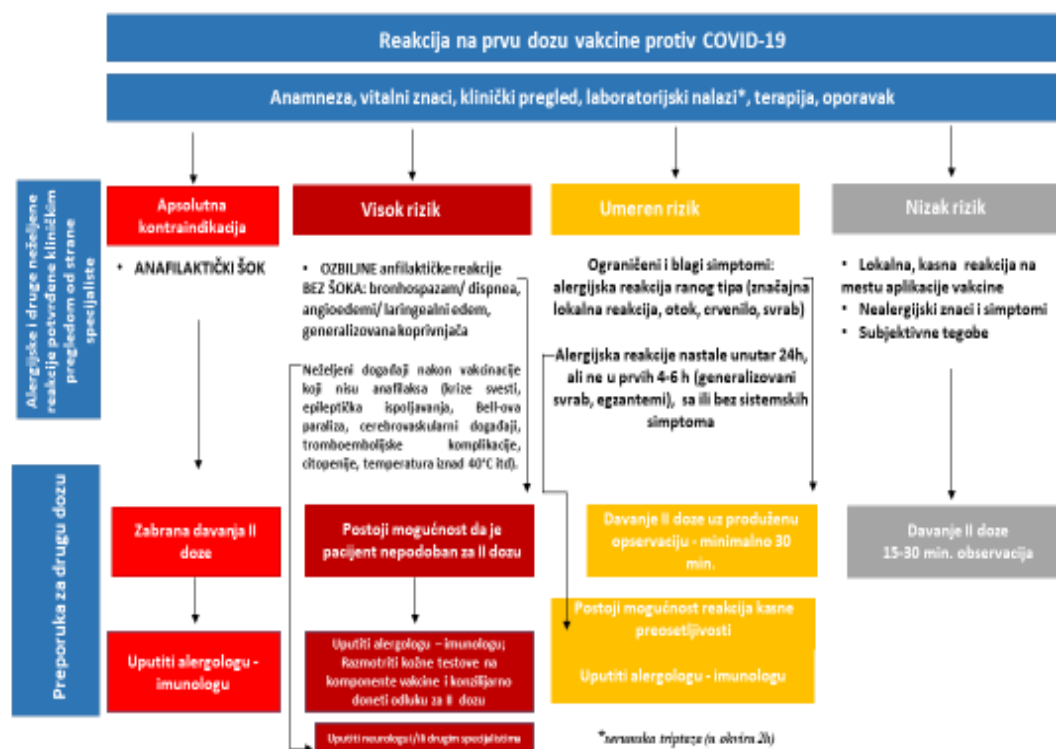 Reakcija na prvu dozu vakcine protiv COVID-19
Anamneza, vitalni znaci, klinički pregled, laboratorijski nalazi*, terapija, oporavak
Alergijske i druge neželjene
reakcije potvrđene kliničkim
pregledom od strane
specijaliste
Apsolutna
kontraindikacija
• ANAFILAKTIČKI ŠOK
Visok rizik
• OZBILJNE anfilaktičke reakcije
BEZ ŠOKA: bronhospazam/ dispnea,
angioedemi/ laringealni edem,
generalizovana koprivnjača
Neželjeni događaji nakon vakcinacije
koji nisu anafilaksa (krize svesti,
epileptička ispoljavanja, Bell-ova
paraliza, cerebrovaskularni događaji,
tromboembolijske komplikacije,
citopenije, temperatura iznad 40°C itd).
Umeren rizik
Ograničeni i blagi simptomi:
alergijska reakcija ranog tipa (značajna
lokalna reakcija, otok, crvenilo, svrab)
Alergijska reakcije nastale unutar 24h,
ali ne u prvih 4-6 h (generalizovani
svrab, egzantemi), sa ili bez sistemskih
simptoma
Nizak rizik
• Lokalna, kasna reakcija na
mestu aplikacije vakcine
• Nealergijski znaci i simptomi
• Subjektivne tegobe
Preporuka za drugu dozu
Zabrana davanja II
doze
Uputiti alergologu -
imunologu
Postoji mogućnost da je
pacijent nepodoban za II dozu
Uputiti alergologu – imunologu;
Razmotriti kožne testove na
komponente vakcine i konzilijarno
doneti odluku za II dozu
Uputiti neurologu i/ili drugim specijalistima
Davanje II doze uz produženu
opservaciju - minimalno 30
min.
Postoji mogućnost reakcija kasne
preosetljivosti
Uputiti alergologu - imunologu
Davanje II doze
15-30 min. observacija
*serumska triptaza (u okviru 2h)